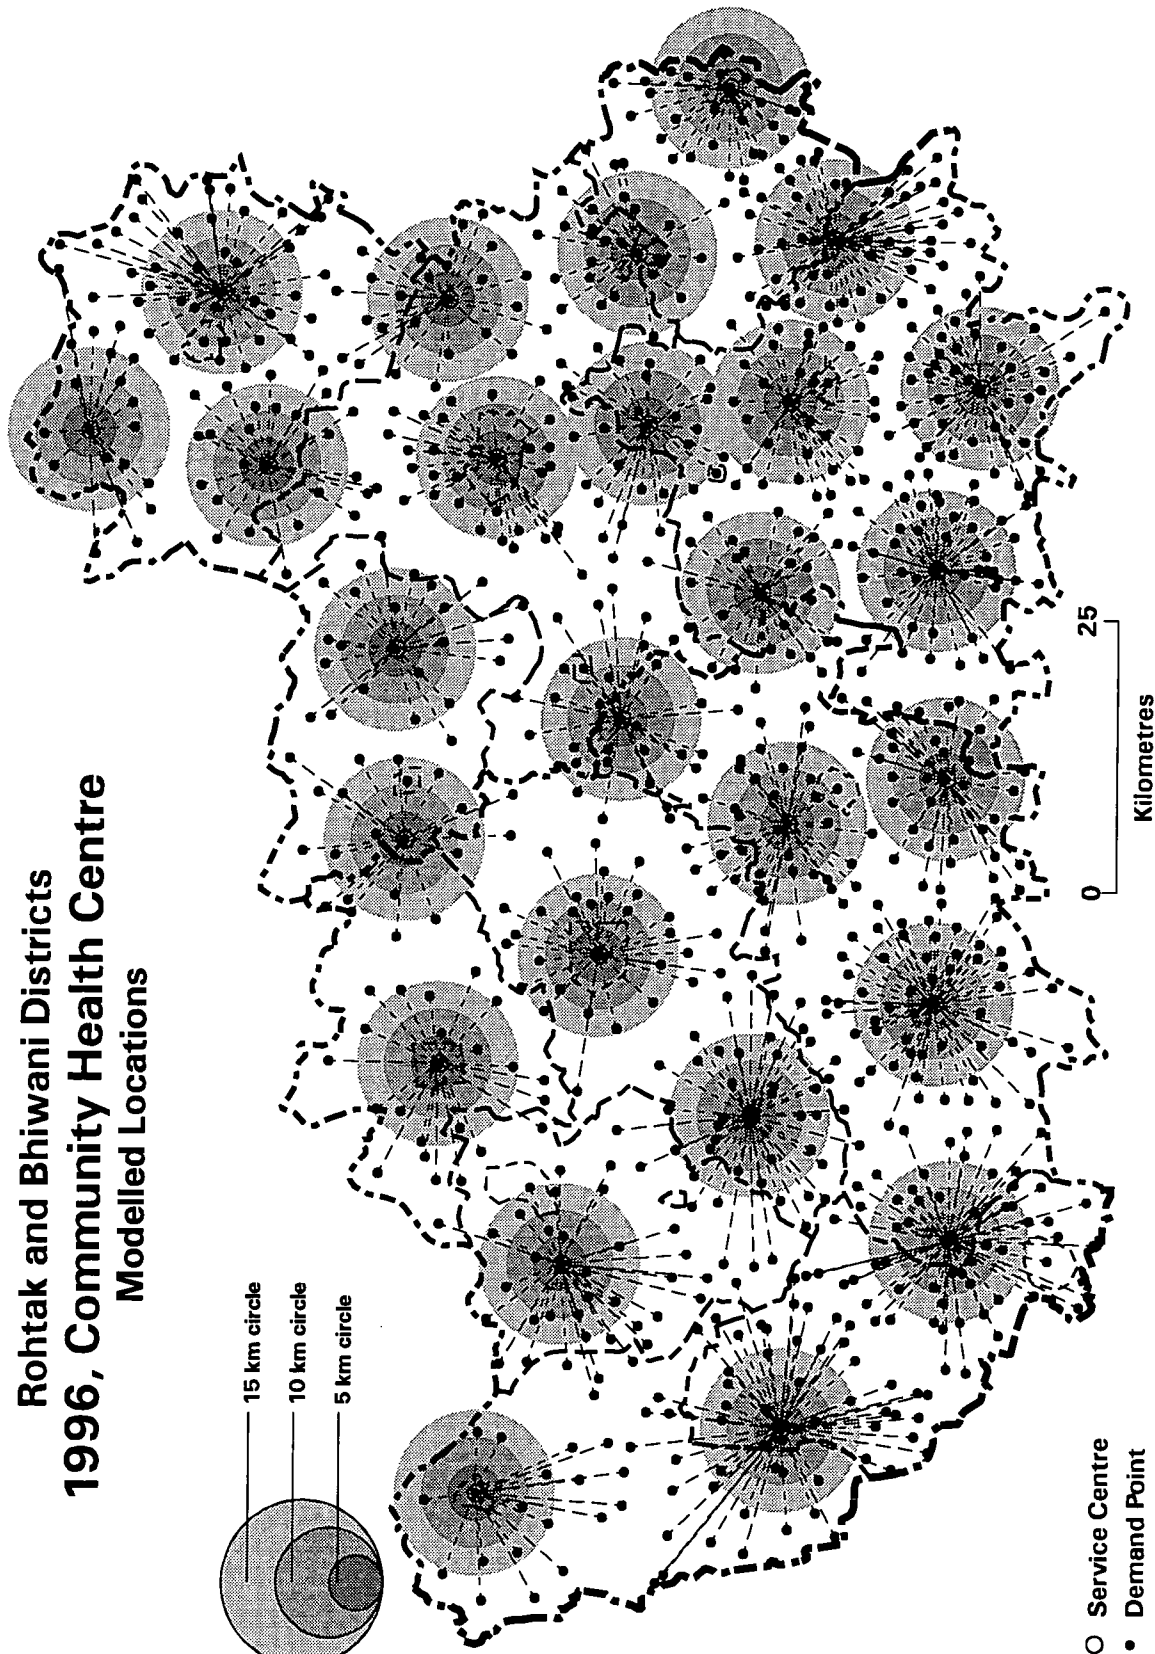 Rohtak and Bhiwani Districts
1996, Community Health Centre
Modelled Locations
15 km circle
10 km circle
5 km circle
Service Centre
Demand Point
0
25
Kilometres